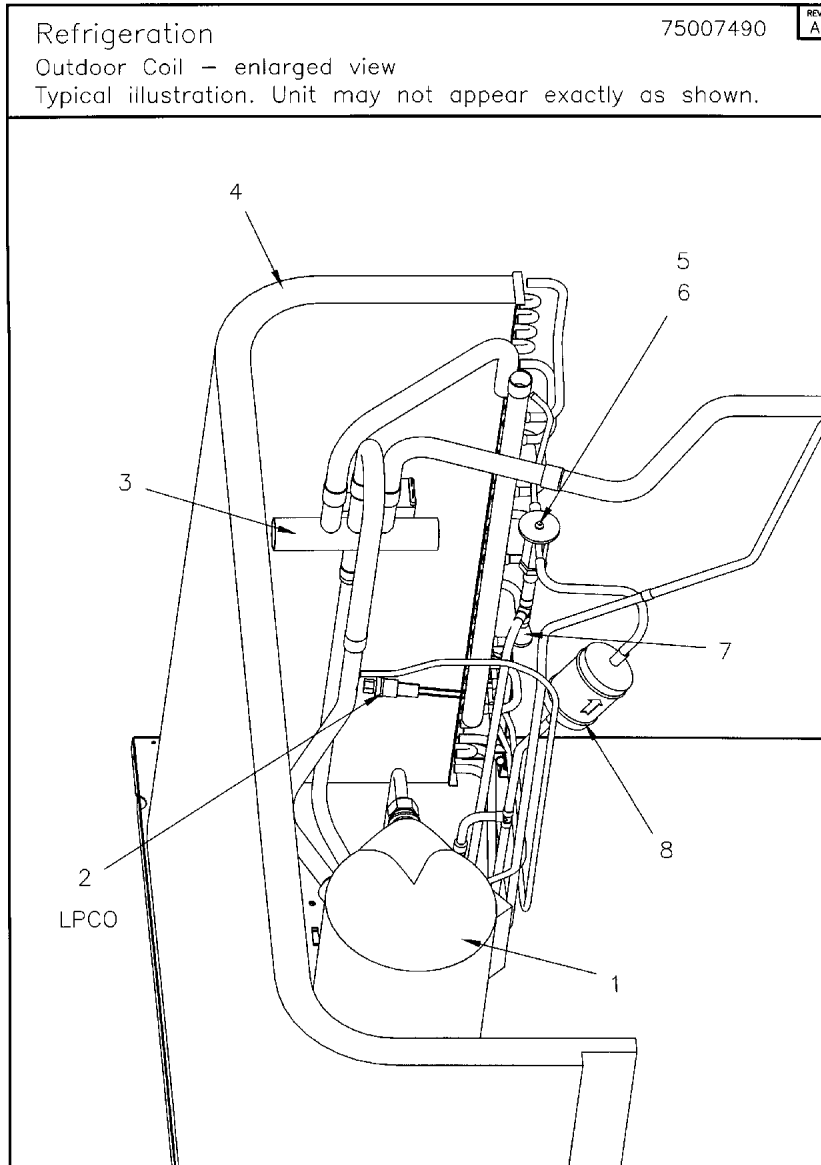 Refrigeration
75007490
REV
A
Outdoor Coil – enlarged view
Typical illustration. Unit may not appear exactly as shown.
4
5
6
3
7
2
LPCO
8
1